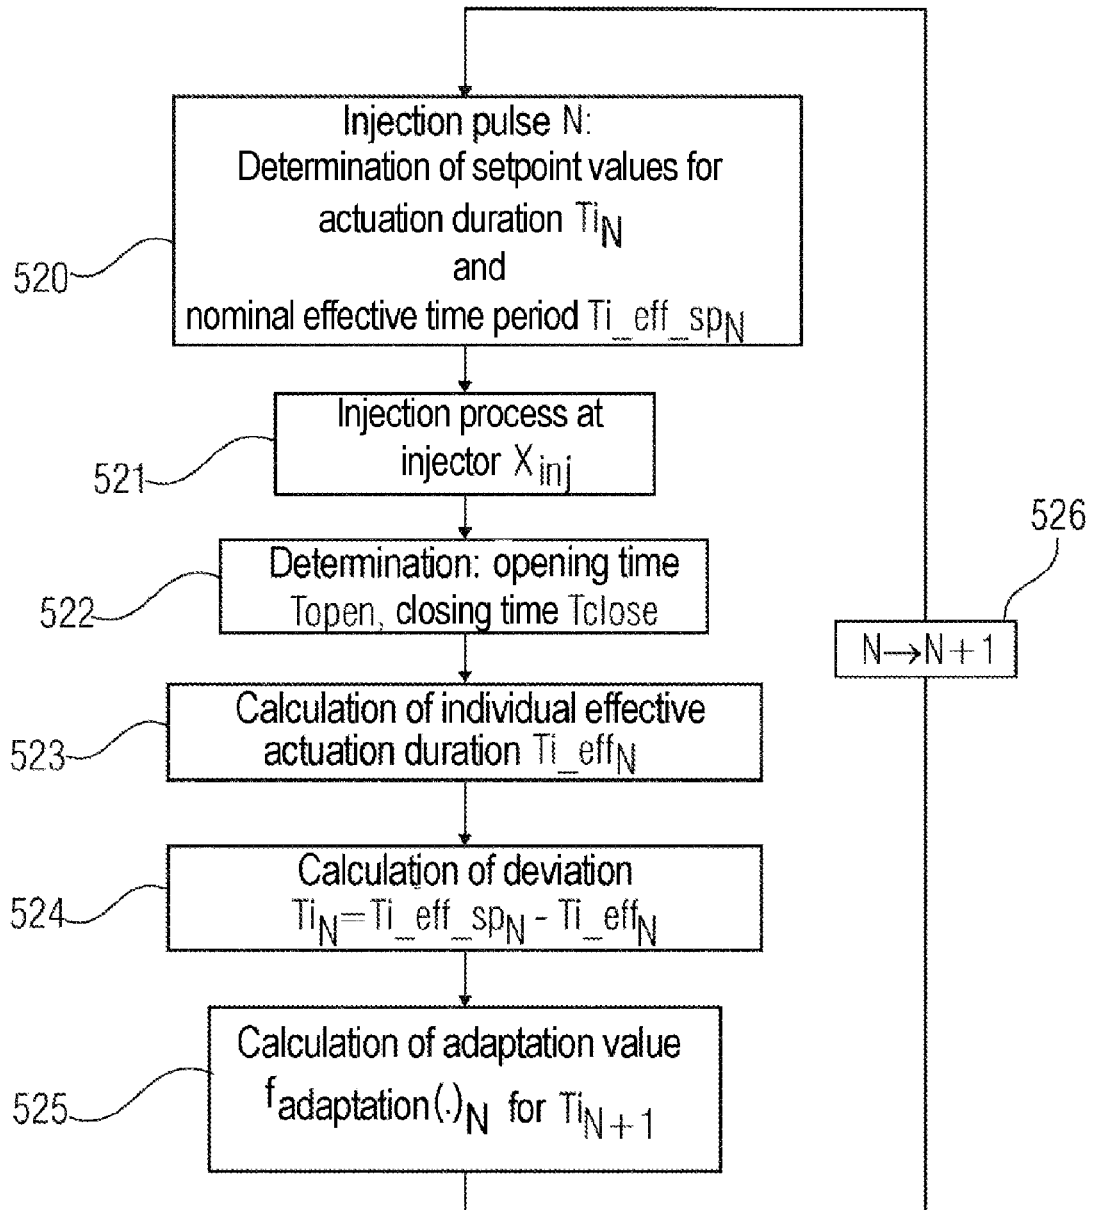 Injection pulse N:
Determination of setpoint values for
actuation duration Ti_N
and
nominal effective time period Ti_eff_sp_N
520
Injection process at
injector X_inj
521
Determination: opening time
Topen, closing time Tclose
522
526
N→N+1
Calculation of individual effective
actuation duration Ti_eff_N
523
Calculation of deviation
Ti_N=Ti_eff_sp_N - Ti_eff_N
524
Calculation of adaptation value
f_adaptation(.)_N for Ti_N+1
525